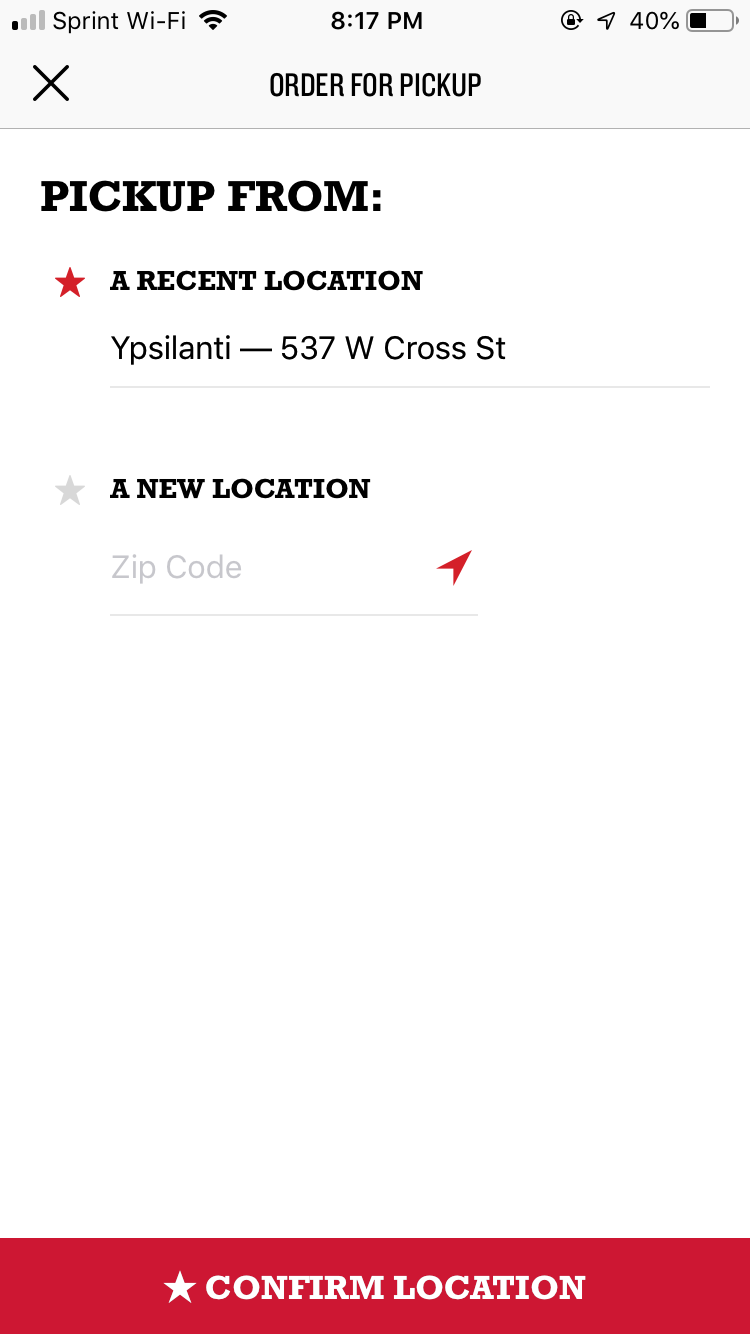 Sprint Wi-Fi 8:17 PM 40%
ORDER FOR PICKUP
PICKUP FROM:
A RECENT LOCATION
Ypsilanti — 537 W Cross St
A NEW LOCATION
Zip Code
CONFIRM LOCATION